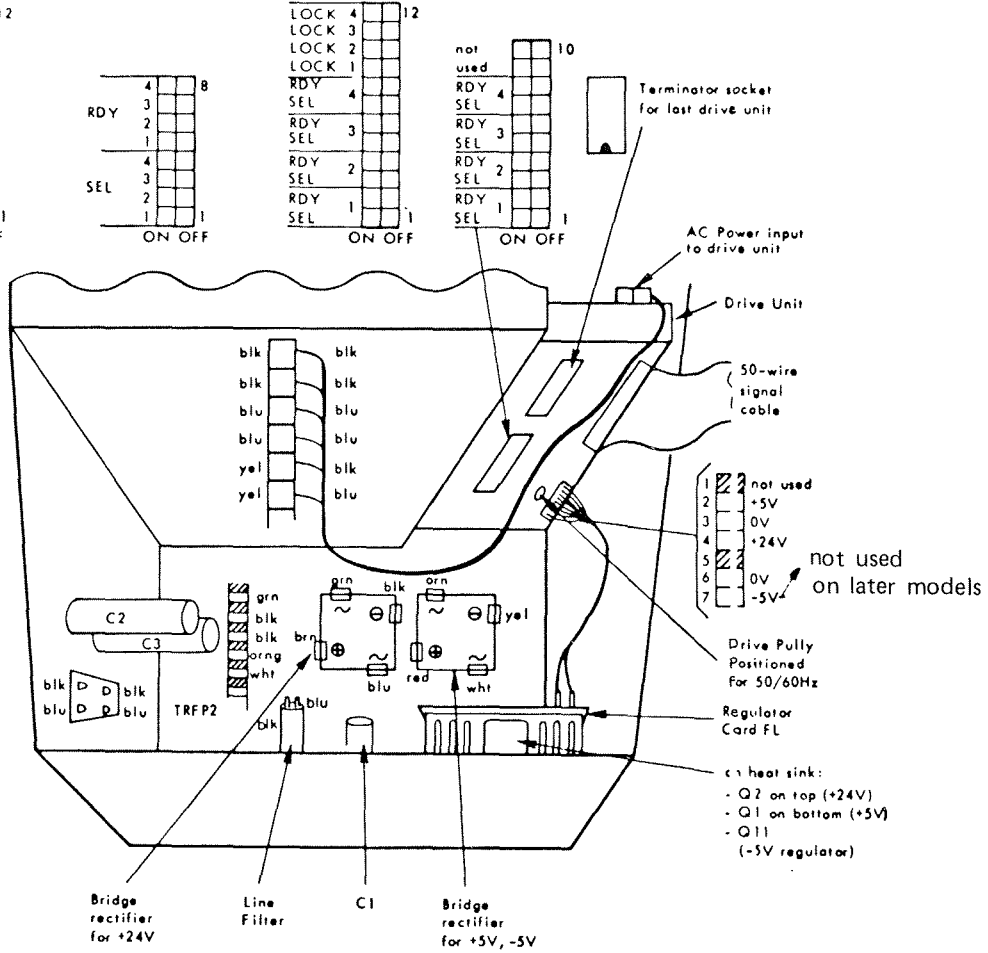 12
LOCK 4 12
LOCK 3
LOCK 2
LOCK 1
RDY
SEL 4
RDY
SEL 3
RDY
SEL 2
RDY
SEL 1 1
ON OFF
4 8
RDY 3
2
1
4
SEL 3
2
1 1
ON OFF
1
not 10
used
RDY
SEL 4
RDY
SEL 3
RDY
SEL 2
RDY
SEL 1 1
ON OFF
Terminator socket
for last drive unit
AC Power input
to drive unit
Drive Unit
50-wire
signal
cable
blk blk
blk blk
blu blk
blu blk
yel blk
yel blu
1 not used
2 +5V
3 0V
4 +24V
5
6 0V
7 -5V
not used
on later models
Drive Pully
Positioned
for 50/60Hz
Regulator
Card FL
heat sink:
- Q2 on top (+24V)
- Q1 on bottom (+5V)
- Q11
(-5V regulator)
C2
C3
grn
blk
blk
orng
wht
grn
blk
brn
blu
orn
yel
red
wht
blk D D blk
blu D D blu
TRFP2
blk
blu
Bridge
rectifier
for +24V
Line
Filter
C1
Bridge
rectifier
for +5V, -5V